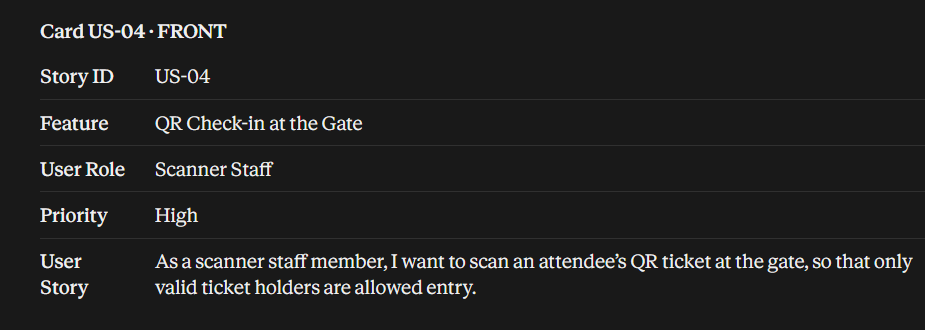 Card US-04 · FRONT
Story ID US-04
Feature QR Check-in at the Gate
User Role Scanner Staff
Priority High
User As a scanner staff member, I want to scan an attendee’s QR ticket at the gate, so that only
Story valid ticket holders are allowed entry.